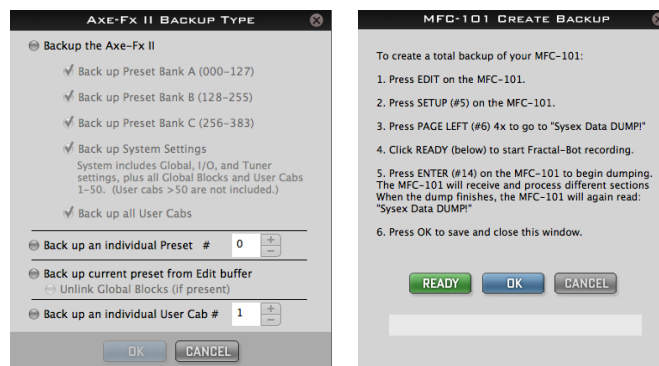 Axe-Fx II Backup Type
Backup the Axe-Fx II
Back up Preset Bank A (000-127)
Back up Preset Bank B (128-255)
Back up Preset Bank C (256-383)
Back up System Settings
System includes Global, I/O, and Tuner
settings, plus all Global Blocks and User Cabs
1-50. (User cabs >50 are not included.)
Back up all User Cabs
Back up an individual Preset # 0
Back up current preset from Edit buffer
Unlink Global Blocks (if present)
Back up an individual User Cab # 1
OK CANCEL
MFC-101 Create Backup
To create a total backup of your MFC-101:
1. Press EDIT on the MFC-101.
2. Press SETUP (#5) on the MFC-101.
3. Press PAGE LEFT (#6) 4x to go to "Sysex Data DUMP!"
4. Click READY (below) to start Fractal-Bot recording.
5. Press ENTER (#14) on the MFC-101 to begin dumping.
The MFC-101 will receive and process different sections
When the dump finishes, the MFC-101 will again read:
"Sysex Data DUMP!"
6. Press OK to save and close this window.
READY OK CANCEL